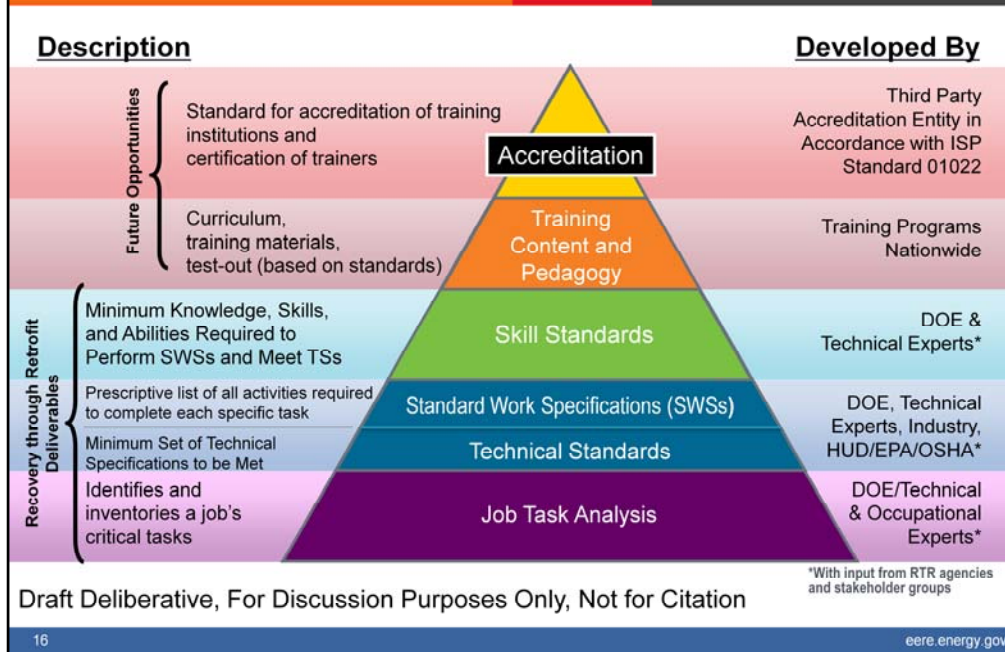 Description
Developed By
Future Opportunities
Standard for accreditation of training
institutions and
certification of trainers
Accreditation
Third Party
Accreditation Entity in
Accordance with ISP
Standard 01022
Curriculum,
training materials,
test-out (based on standards)
Training
Content and
Pedagogy
Training Programs
Nationwide
Recovery through Retrofit
Deliverables
Minimum Knowledge, Skills,
and Abilities Required to
Perform SWSs and Meet TSs
Skill Standards
DOE &
Technical Experts*
Prescriptive list of all activities required
to complete each specific task
Standard Work Specifications (SWSs)
DOE, Technical
Experts, Industry,
HUD/EPA/OSHA*
Minimum Set of Technical
Specifications to be Met
Technical Standards
Identifies and
inventories a job's
critical tasks
Job Task Analysis
DOE/Technical
& Occupational
Experts*
*With input from RTR agencies
and stakeholder groups
Draft Deliberative, For Discussion Purposes Only, Not for Citation
16
eere.energy.gov